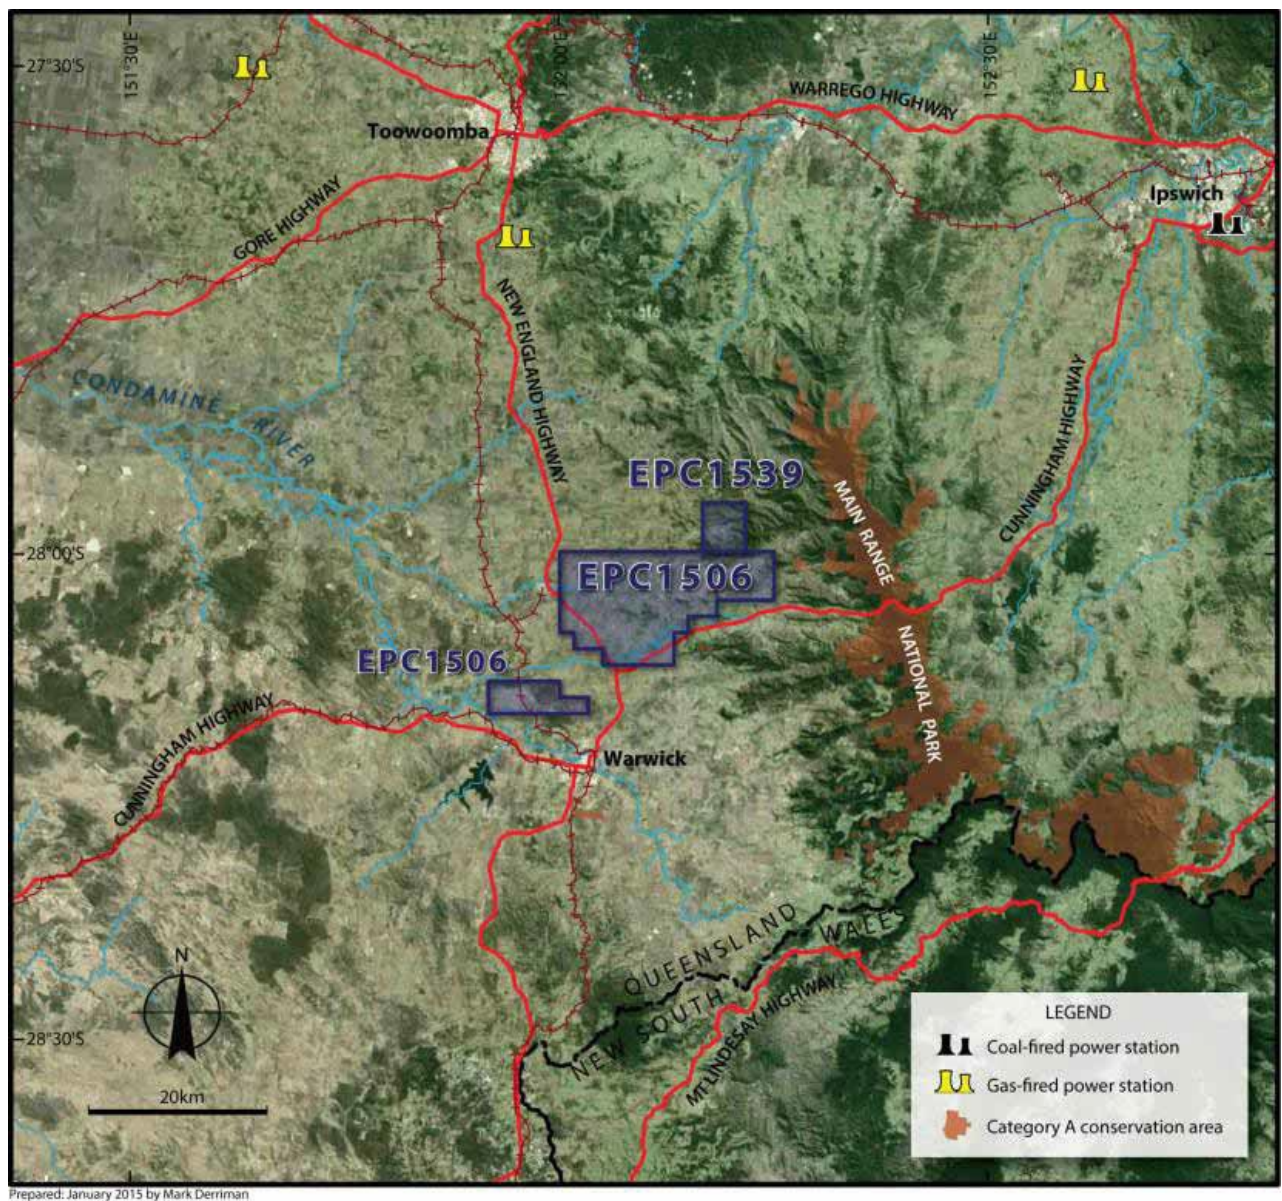 27°30'S
151°30'E
152°00'E
152°30'E
WARREGO HIGHWAY
Toowoomba
Ipswich
GORE HIGHWAY
NEW ENGLAND HIGHWAY
CONDAMINE RIVER
CUNNINGHAM HIGHWAY
EPC1539
MAIN RANGE
28°00'S
EPC1506
NATIONAL PARK
EPC1506
CUNNINGHAM HIGHWAY
Warwick
QUEENSLAND
NEW SOUTH WALES
MT LINDESAY HIGHWAY
N
28°30'S
20km
LEGEND
Coal-fired power station
Gas-fired power station
Category A conservation area
Prepared: January 2015 by Mark Derriman